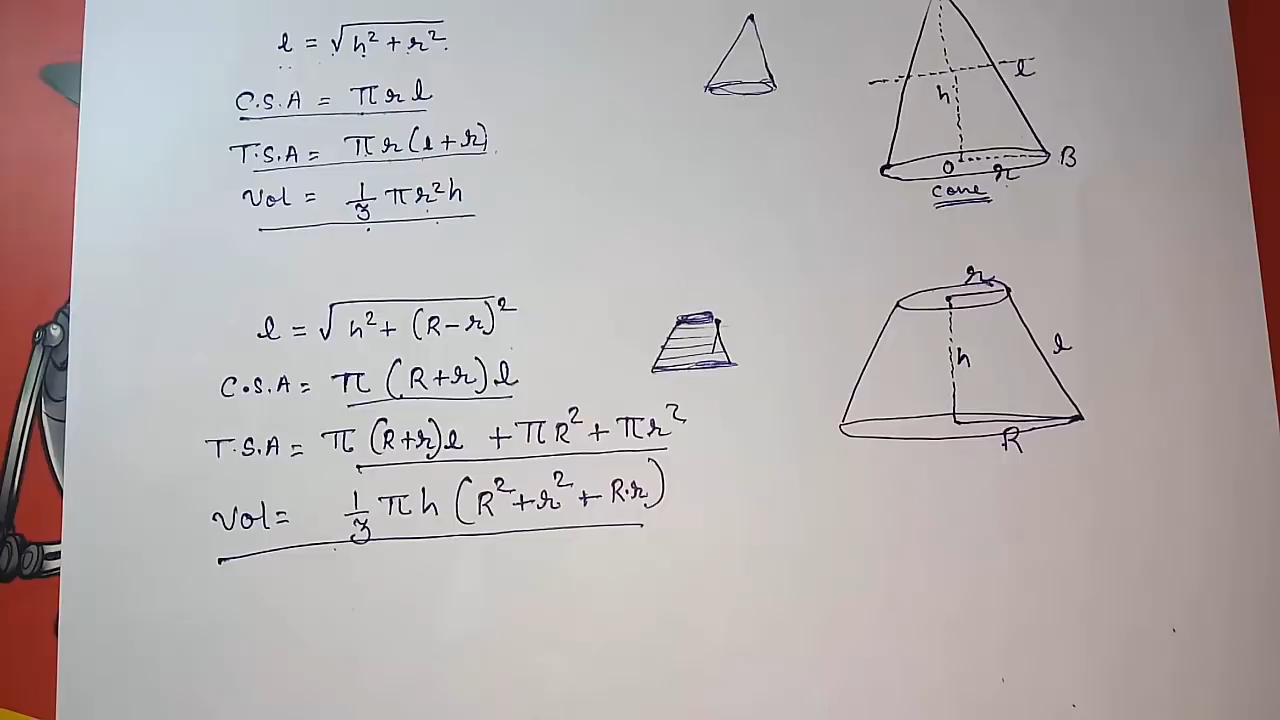 l = √h² + r²
C.S.A = πrl
T.S.A = πr(l+r)
Vol = 1/3 πr²h
l
h
O
r
B
cone
l = √h² + (R-r)²
C.S.A = π(R+r)l
T.S.A = π(R+r)l + πR² + πr²
Vol = 1/3 πh (R² + r² + R.r)
r
h
l
R